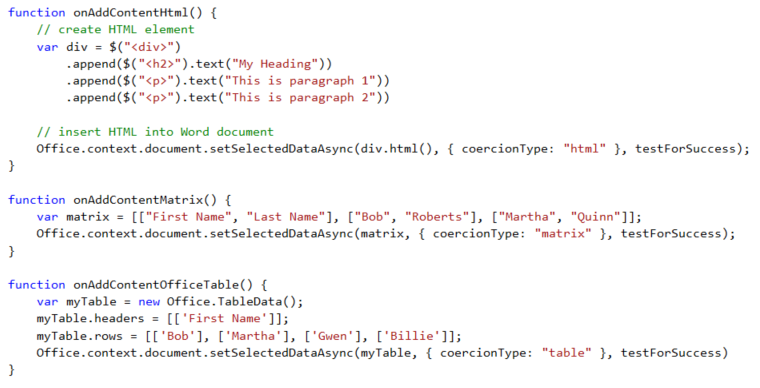 function onAddContentHtml() {
    // create HTML element
    var div = $("<div>")
        .append($("<h2>").text("My Heading"))
        .append($("<p>").text("This is paragraph 1"))
        .append($("<p>").text("This is paragraph 2"))

    // insert HTML into Word document
    Office.context.document.setSelectedDataAsync(div.html(), { coercionType: "html" }, testForSuccess);
}

function onAddContentMatrix() {
    var matrix = [["First Name", "Last Name"], ["Bob", "Roberts"], ["Martha", "Quinn"]];
    Office.context.document.setSelectedDataAsync(matrix, { coercionType: "matrix" }, testForSuccess);
}

function onAddContentOfficeTable() {
    var myTable = new Office.TableData();
    myTable.headers = [['First Name']];
    myTable.rows = [['Bob'], ['Martha'], ['Gwen'], ['Billie']];
    Office.context.document.setSelectedDataAsync(myTable, { coercionType: "table" }, testForSuccess)
}